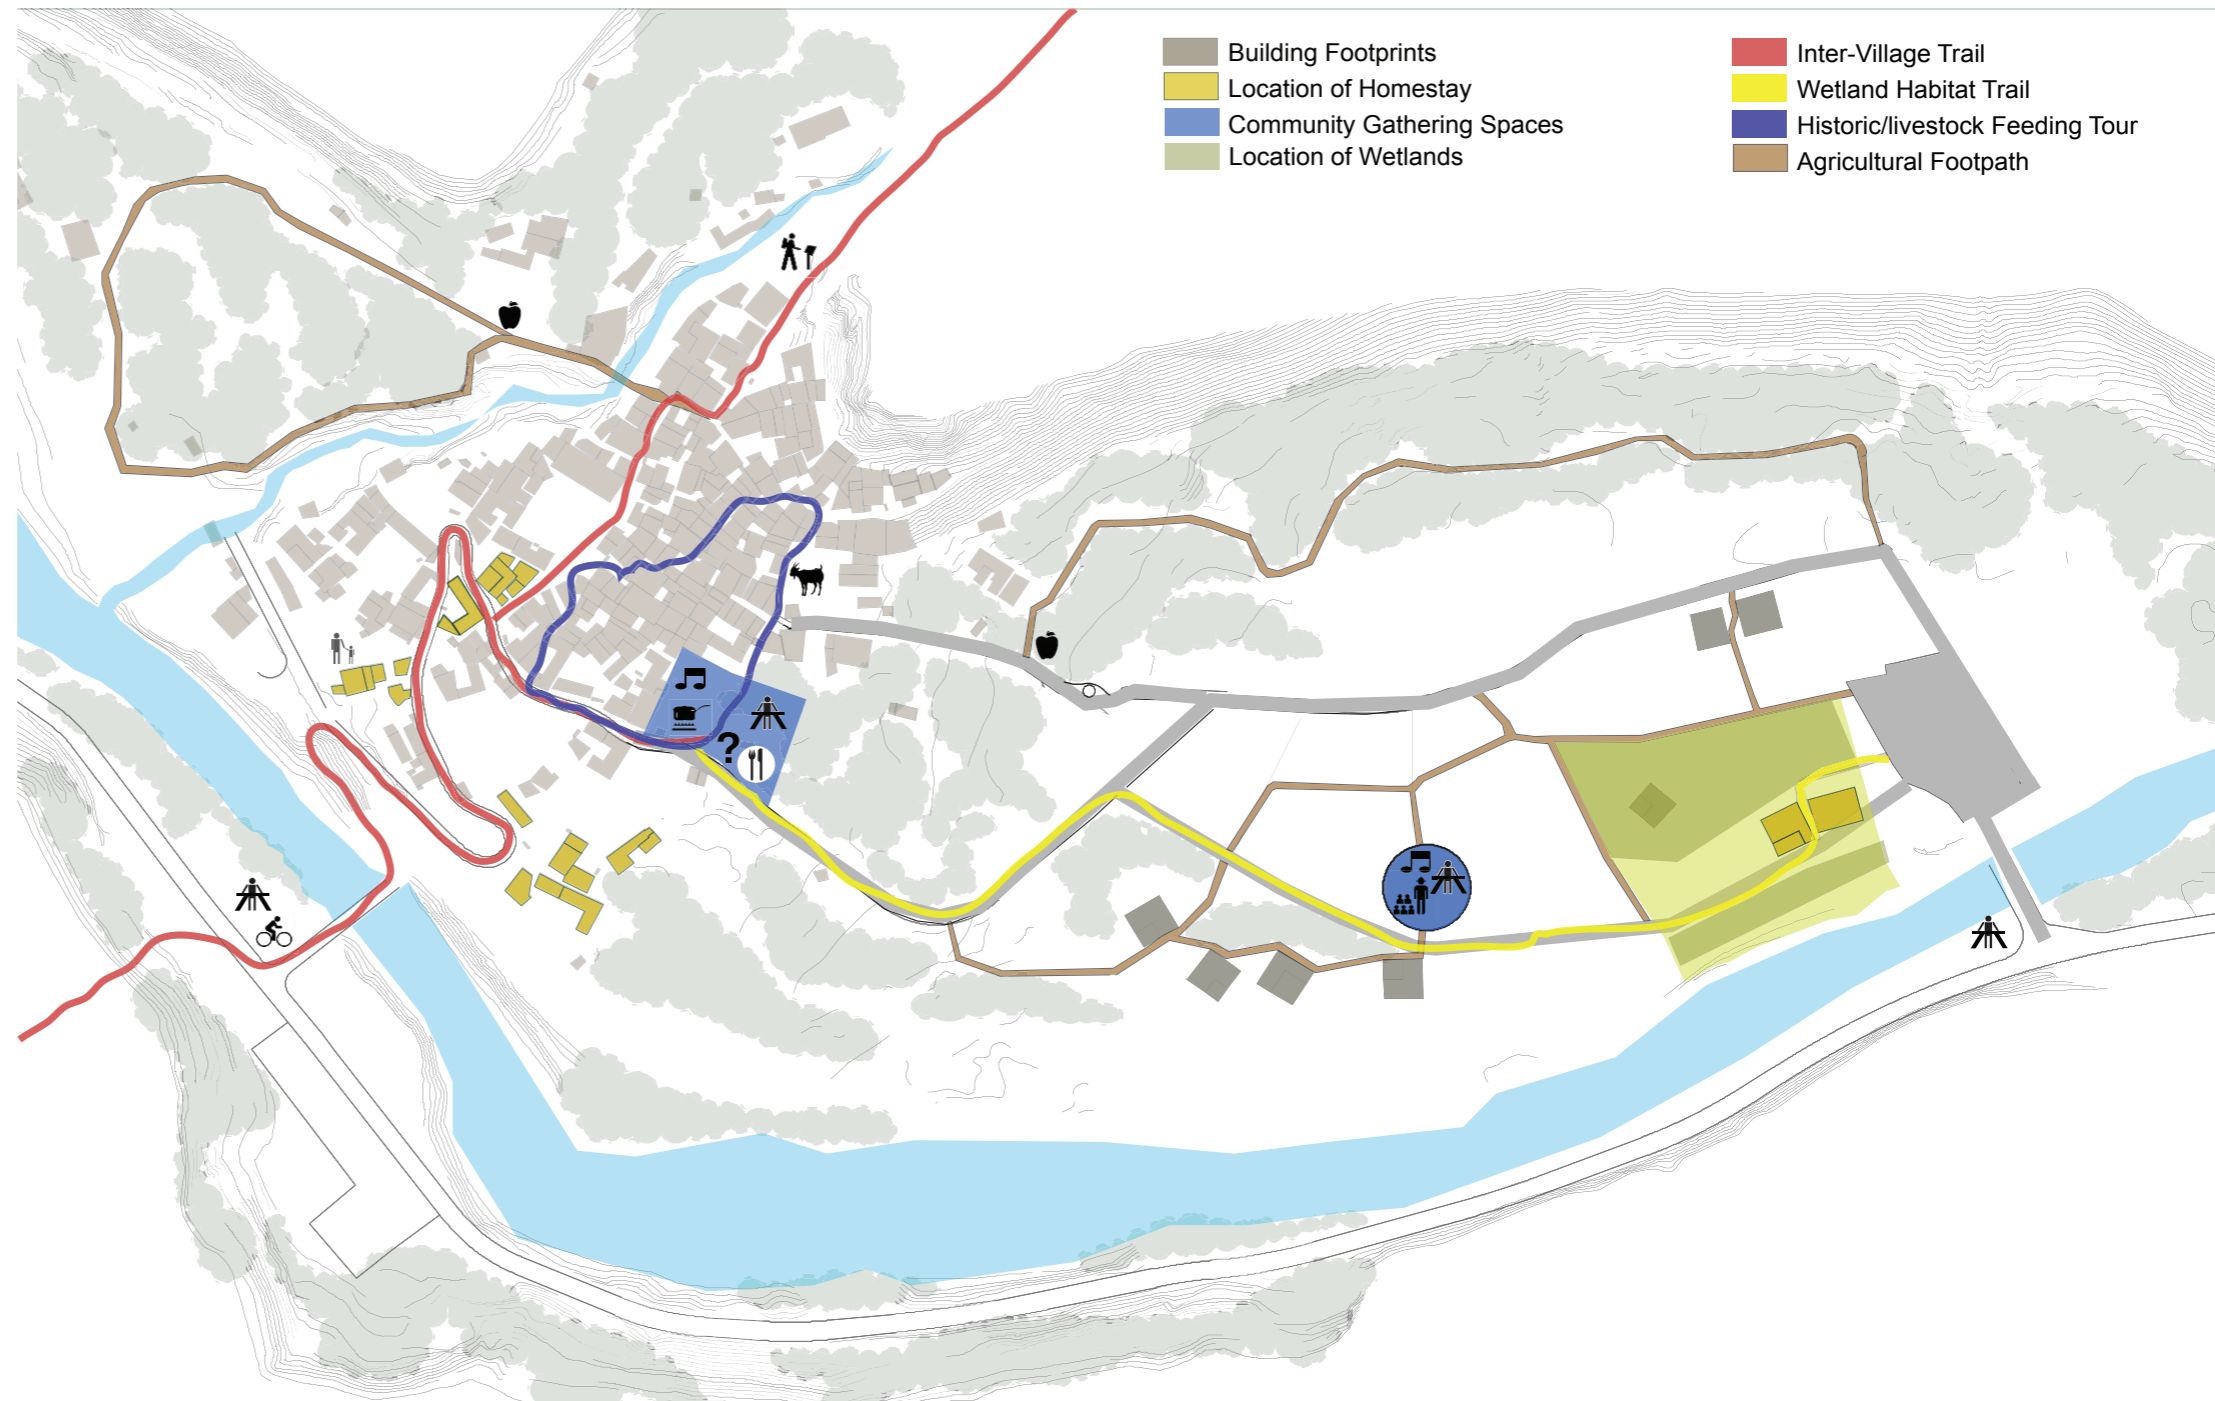 Building Footprints
Location of Homestay
Community Gathering Spaces
Location of Wetlands
Inter-Village Trail
Wetland Habitat Trail
Historic/livestock Feeding Tour
Agricultural Footpath
?